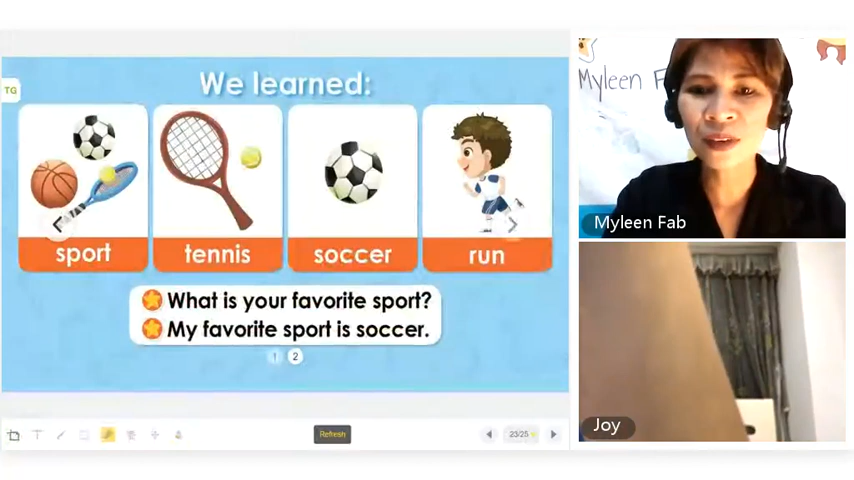 TG
We learned:
sport
tennis
soccer
run
What is your favorite sport?
My favorite sport is soccer.
1 2
Refresh
23/25
Myleen F
Myleen Fab
Joy